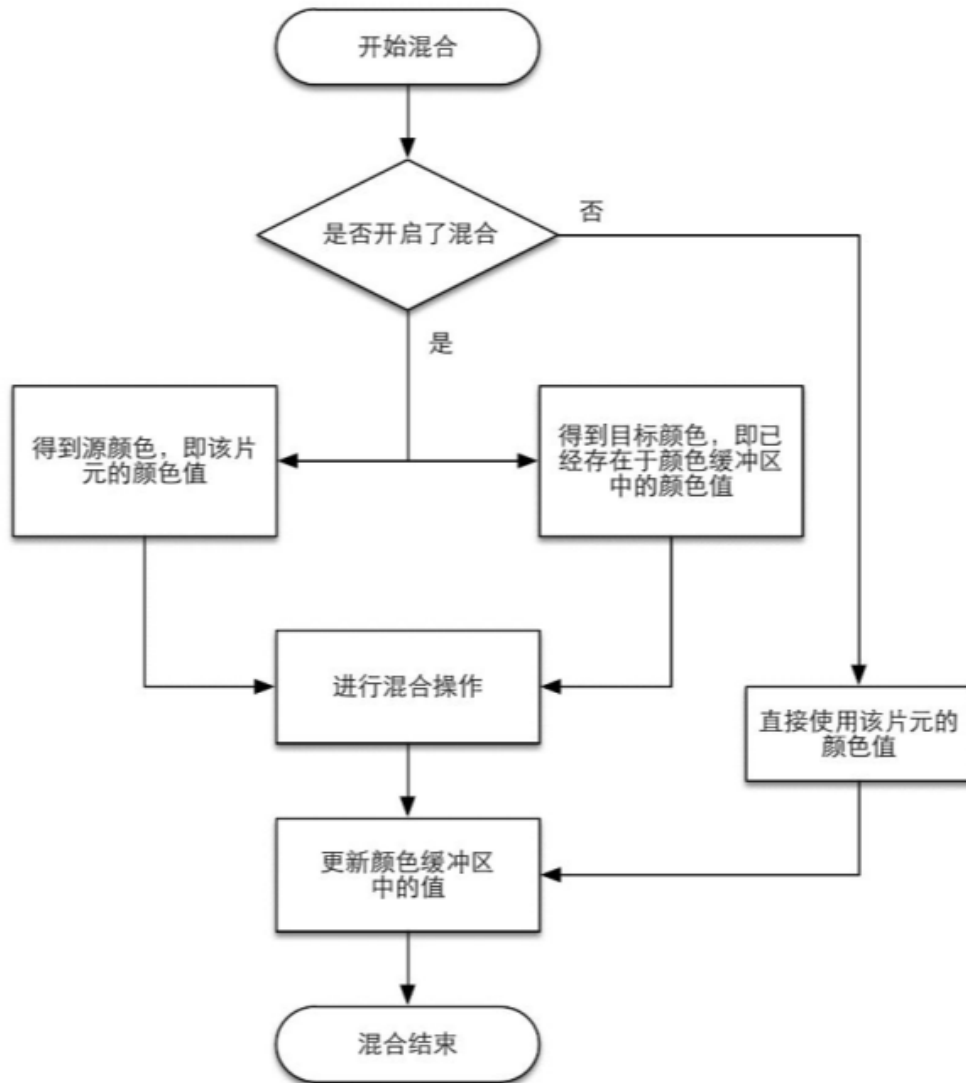 开始混合
是否开启了混合
否
是
得到源颜色，即该片
元的颜色值
得到目标颜色，即已
经存在于颜色缓冲区
中的颜色值
进行混合操作
直接使用该片元的
颜色值
更新颜色缓冲区
中的值
混合结束